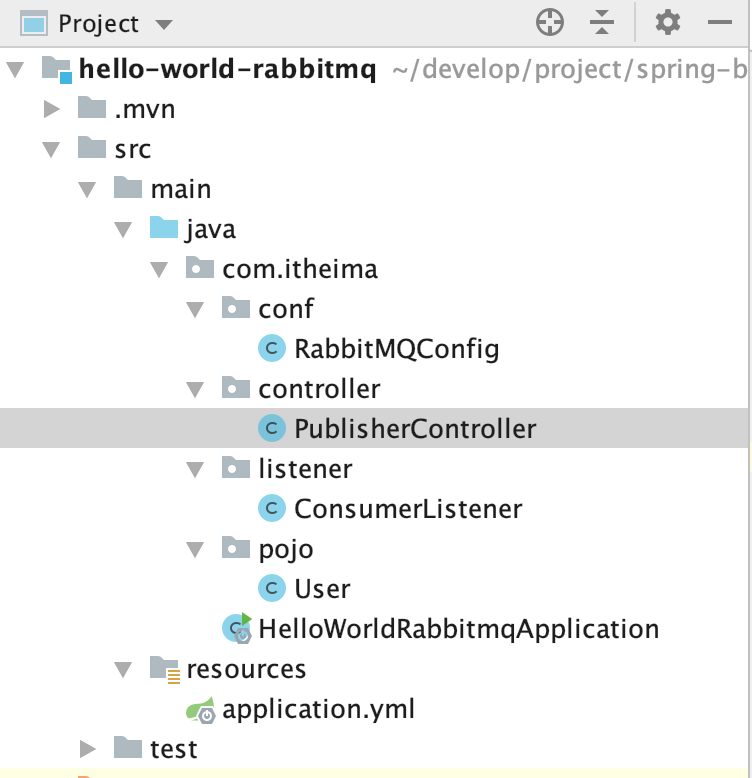 Project
hello-world-rabbitmq ~/develop/project/spring-b
.mvn
src
main
java
com.itheima
conf
C RabbitMQConfig
controller
C PublisherController
listener
C ConsumerListener
pojo
C User
C HelloWorldRabbitmqApplication
resources
application.yml
test